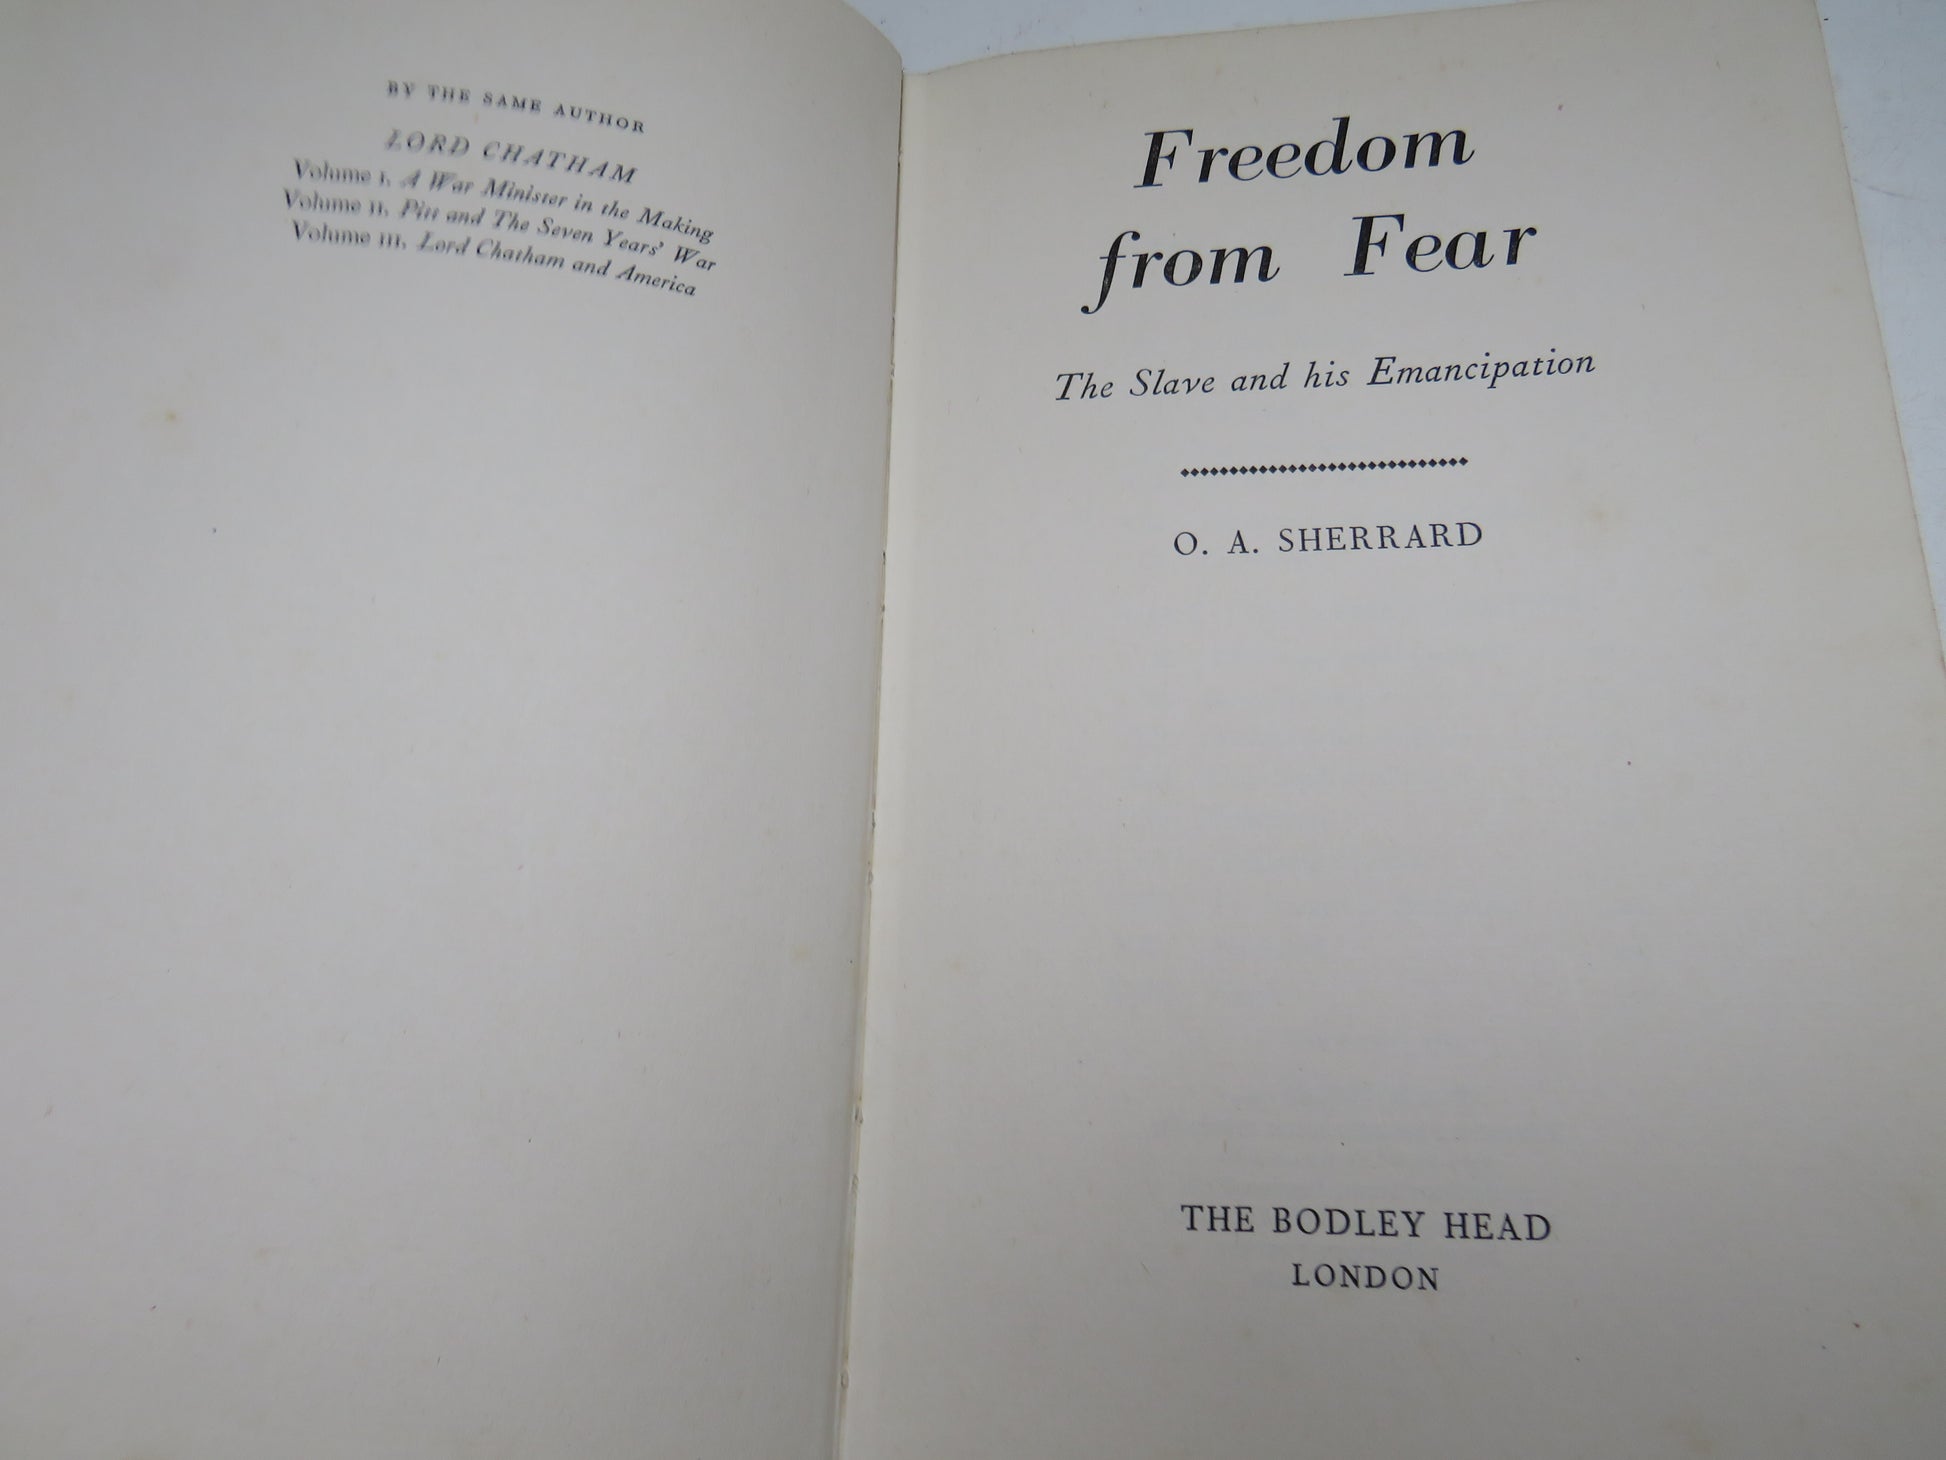 BY THE SAME AUTHOR
LORD CHATHAM
Volume I. A War Minister in the Making
Volume II. Pitt and The Seven Years' War
Volume III. Lord Chatham and America
Freedom
from Fear
The Slave and his Emancipation
O. A. SHERRARD
THE BODLEY HEAD
LONDON